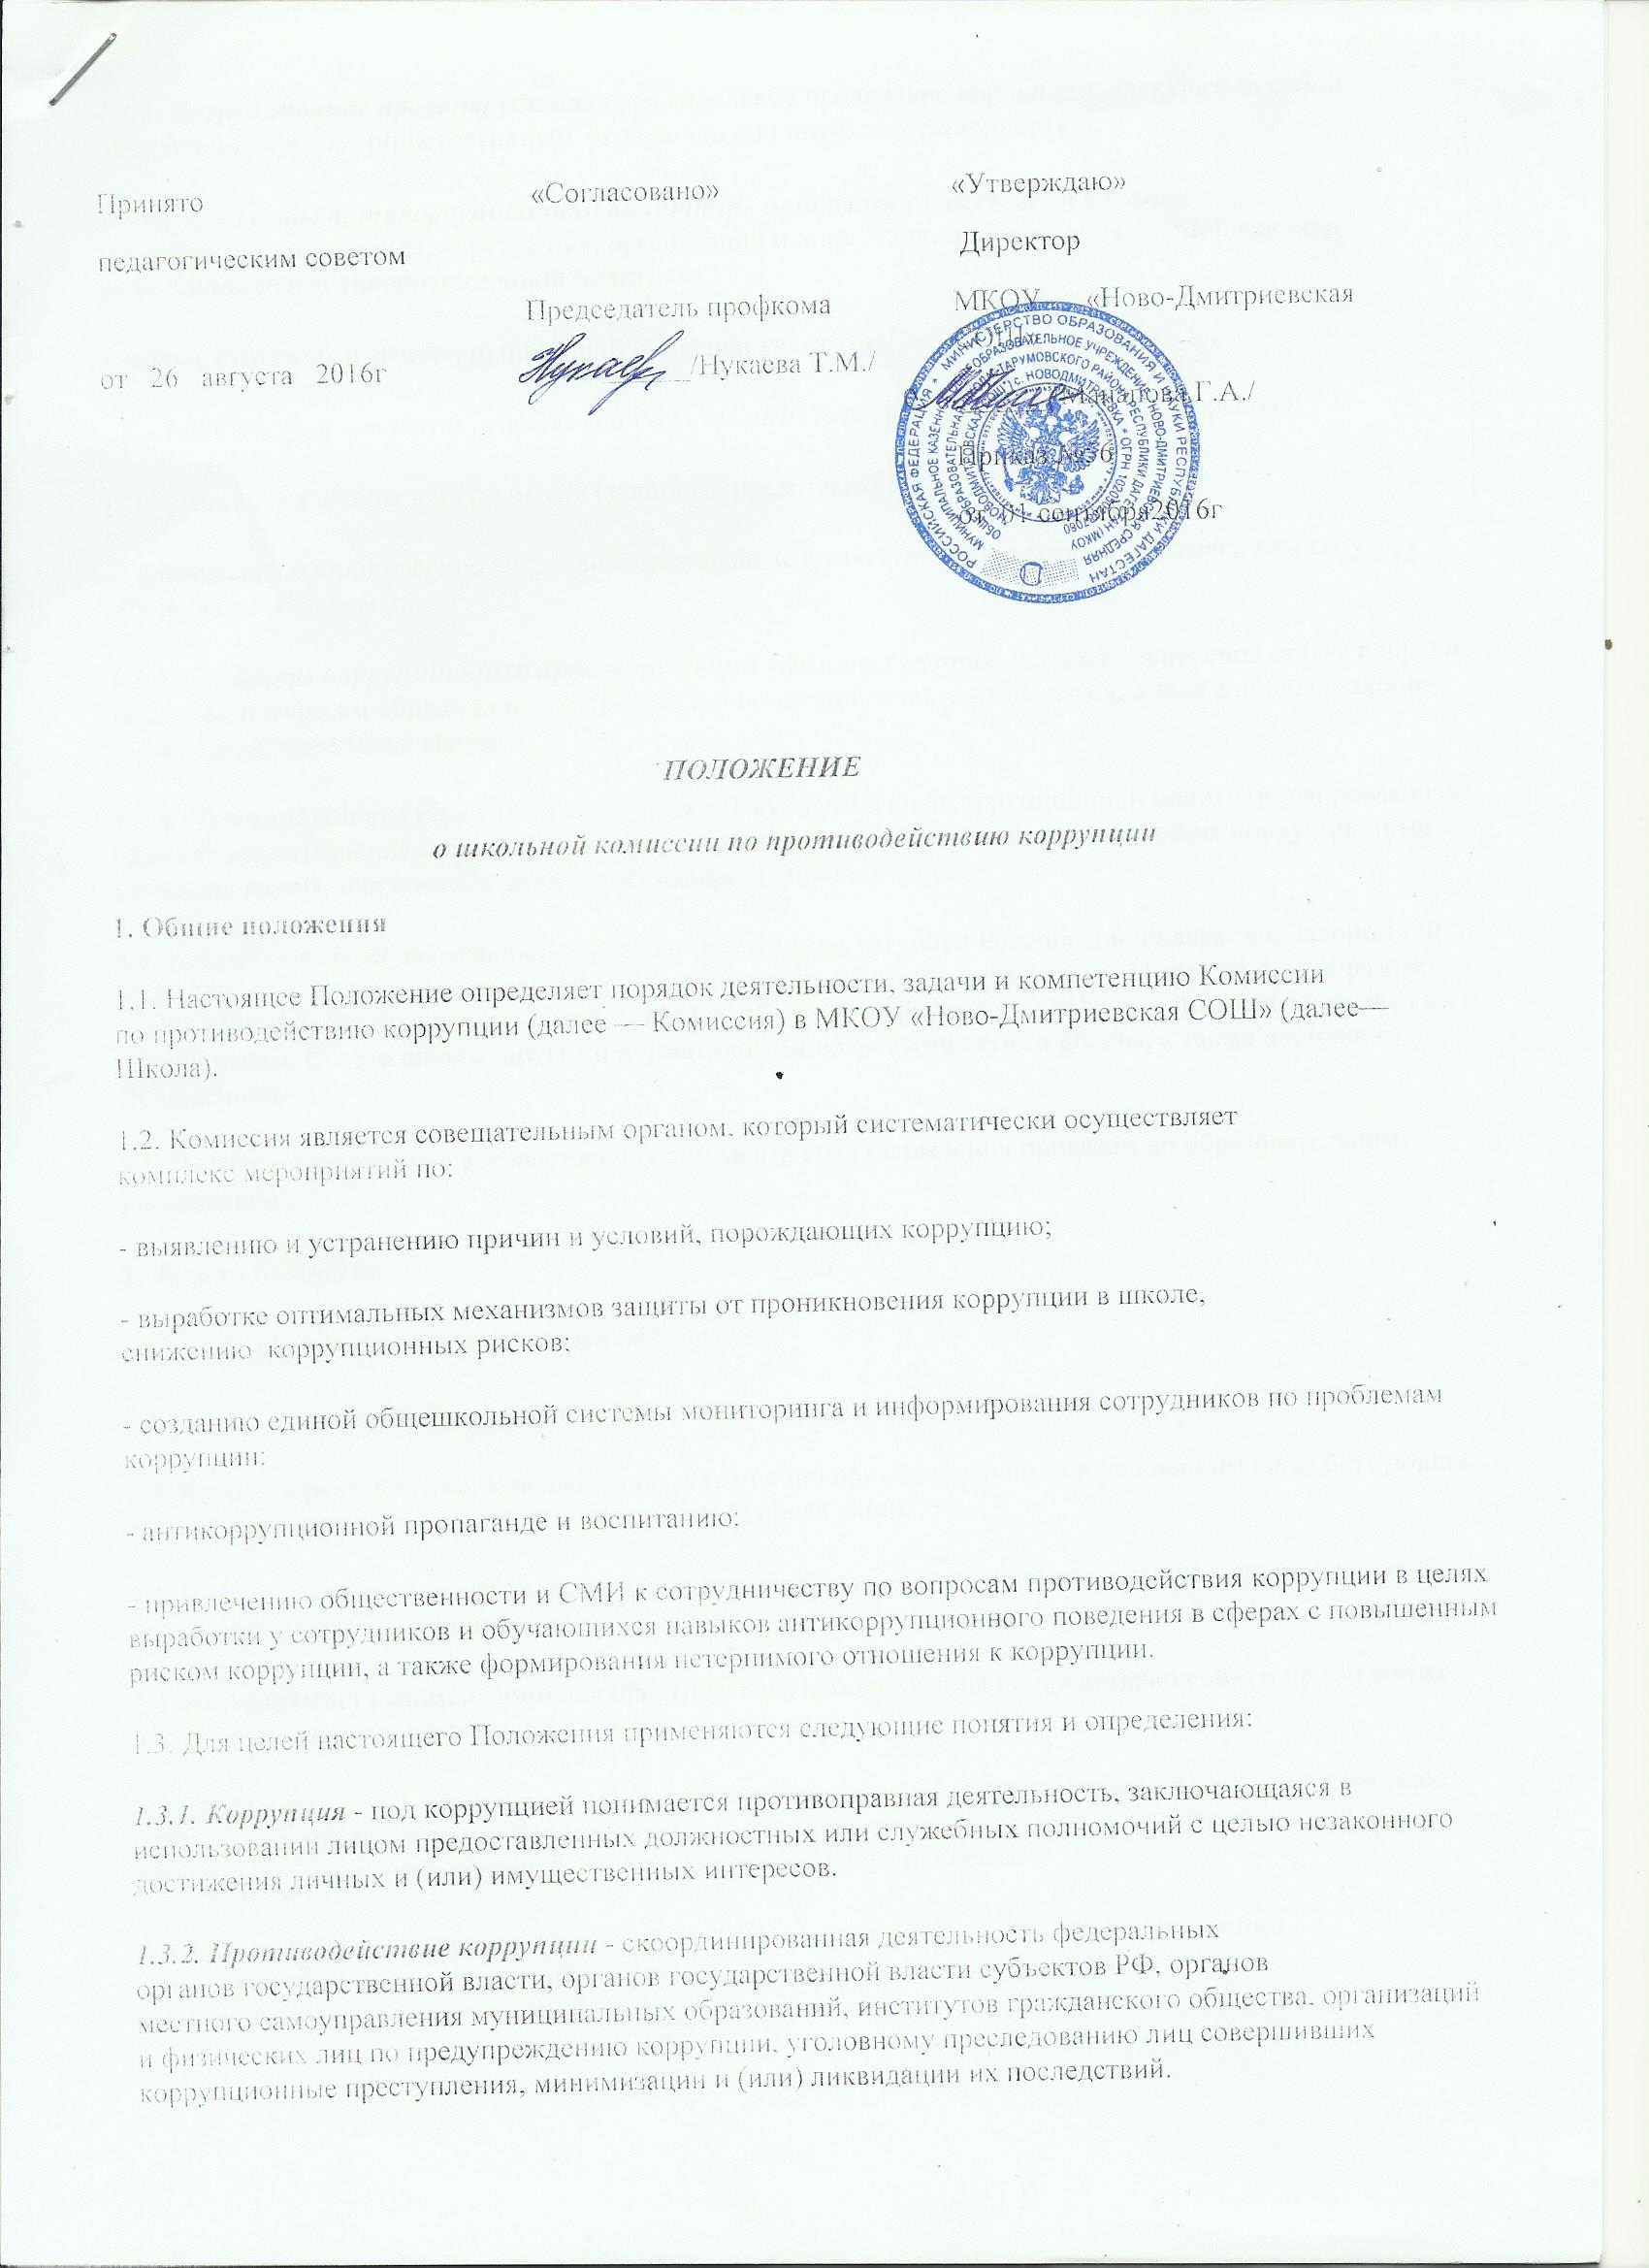 Принято
педагогическим советом
от 26 августа 2016г
«Согласовано»
Председатель профкома
/Нукаева Т.М./
«Утверждаю»
Директор
МКОУ «Ново-Дмитриевская
Г.А./
Приказ №
от 01 сентября 2016г
РОССИЙСКАЯ ФЕДЕРАЦИЯ * МИНИСТЕРСТВО ОБРАЗОВАНИЯ И НАУКИ РЕСПУБЛИКИ ДАГЕСТАН
ПОЛОЖЕНИЕ
о школьной комиссии по противодействию коррупции
1. Общие положения
1.1. Настоящее Положение определяет порядок деятельности, задачи и компетенцию Комиссии
по противодействию коррупции (далее — Комиссия) в МКОУ «Ново-Дмитриевская СОШ» (далее—
Школа).
1.2. Комиссия является совещательным органом, который систематически осуществляет
комплекс мероприятий по:
- выявлению и устранению причин и условий, порождающих коррупцию;
- выработке оптимальных механизмов защиты от проникновения коррупции в школе,
снижению коррупционных рисков;
- созданию единой общешкольной системы мониторинга и информирования сотрудников по проблемам
коррупции;
- антикоррупционной пропаганде и воспитанию;
- привлечению общественности и СМИ к сотрудничеству по вопросам противодействия коррупции в целях
выработки у сотрудников и обучающихся навыков антикоррупционного поведения в сферах с повышенным
риском коррупции, а также формирования нетерпимого отношения к коррупции.
1.3. Для целей настоящего Положения применяются следующие понятия и определения:
1.3.1. Коррупция - под коррупцией понимается противоправная деятельность, заключающаяся в
использовании лицом предоставленных должностных или служебных полномочий с целью незаконного
достижения личных и (или) имущественных интересов.
1.3.2. Противодействие коррупции - скоординированная деятельность федеральных
органов государственной власти, органов государственной власти субъектов РФ, органов
местного самоуправления муниципальных образований, институтов гражданского общества, организаций
и физических лиц по предупреждению коррупции, уголовному преследованию лиц совершивших
коррупционные преступления, минимизации и (или) ликвидации их последствий.